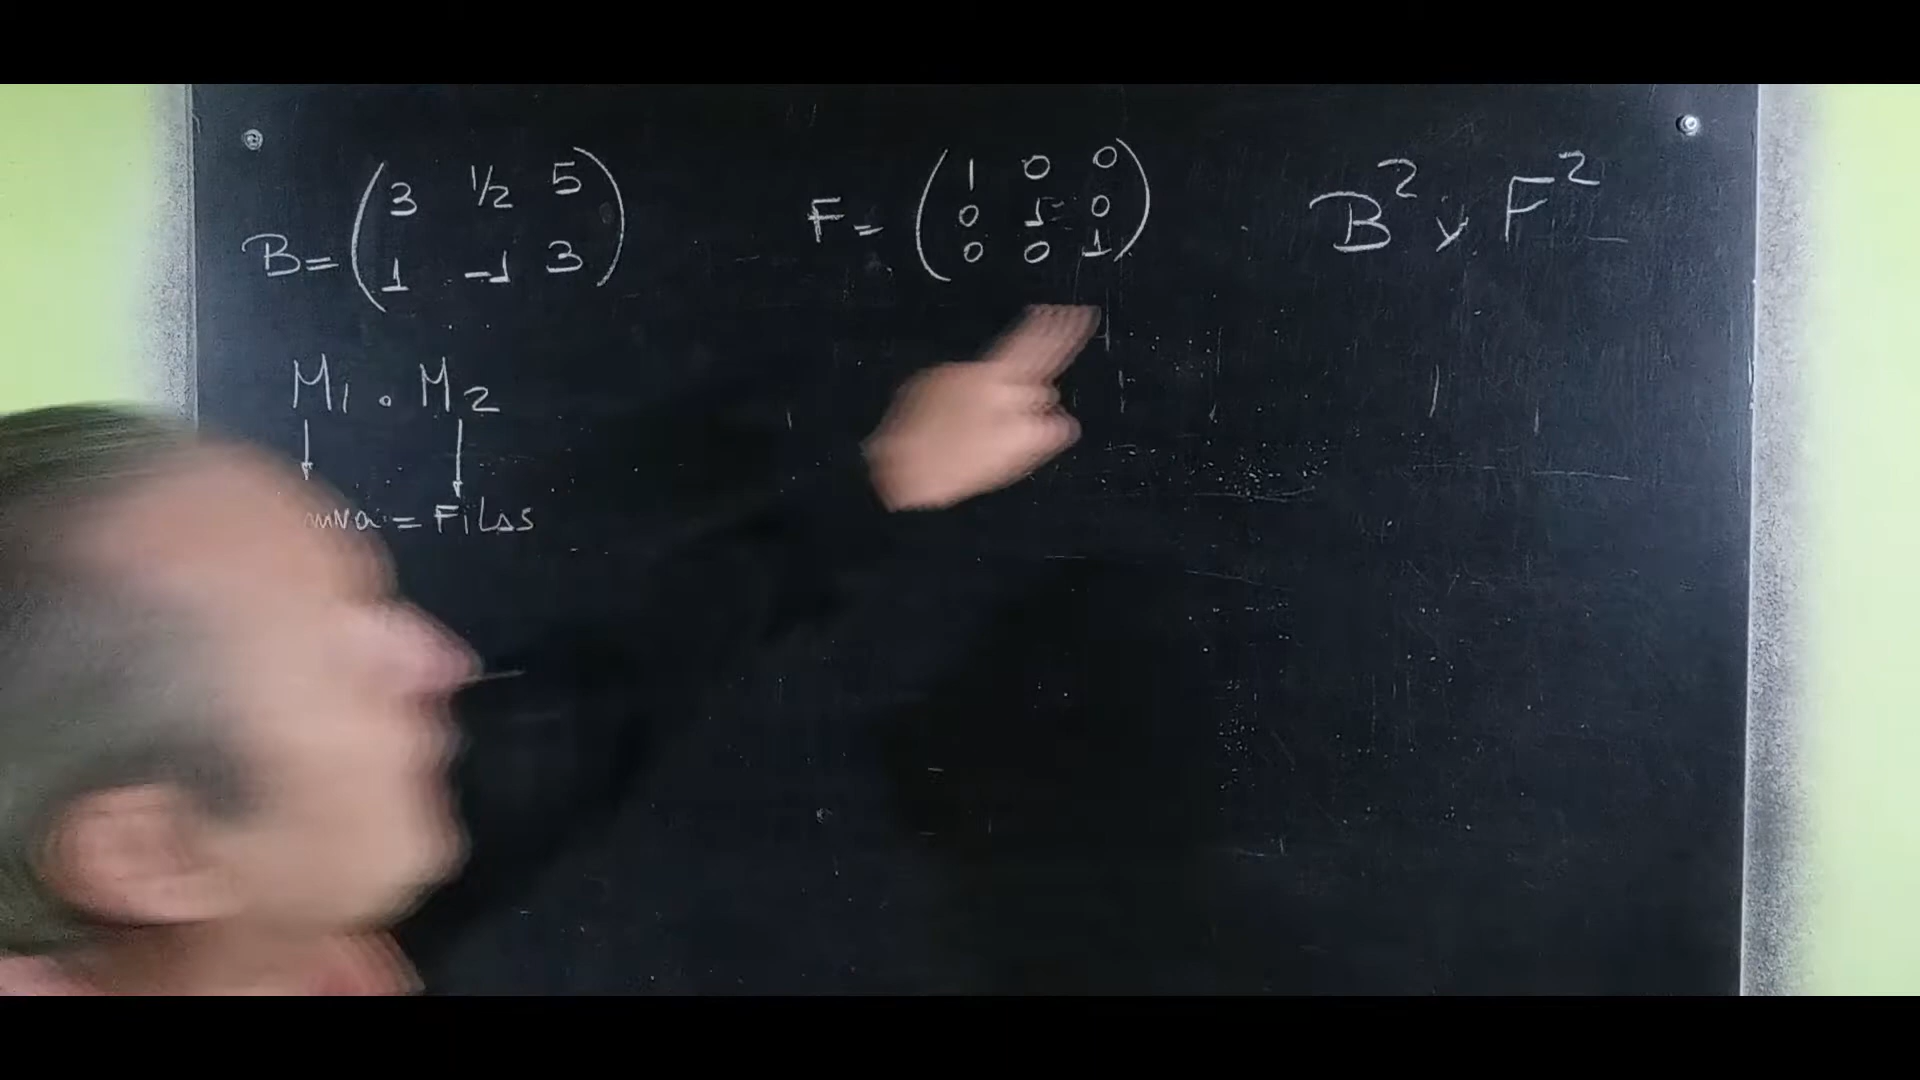 B = ( 3 1/2 5
1 -1 3 )
F = ( 1 0 0
0 1 0
0 0 1 )
B² y F²
M1 . M2
= Filas